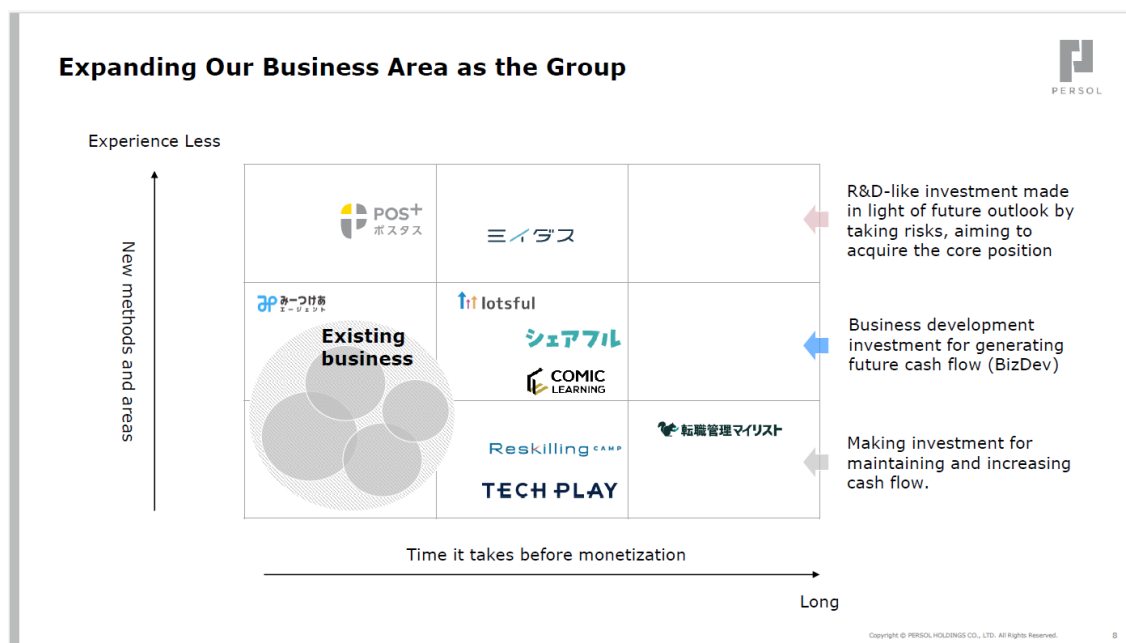 Expanding Our Business Area as the Group
PERSOL
Experience Less
New methods and areas
POS+
ポスタス
ミイダス
R&D-like investment made
in light of future outlook by
taking risks, aiming to
acquire the core position
みーつけあ
エージェント
lotsful
シェアフル
COMIC
LEARNING
Existing
business
Business development
investment for generating
future cash flow (BizDev)
Reskilling CAMP
TECH PLAY
転職管理マイリスト
Making investment for
maintaining and increasing
cash flow.
Time it takes before monetization
Long
Copyright © PERSOL HOLDINGS CO., LTD. All Rights Reserved.
8